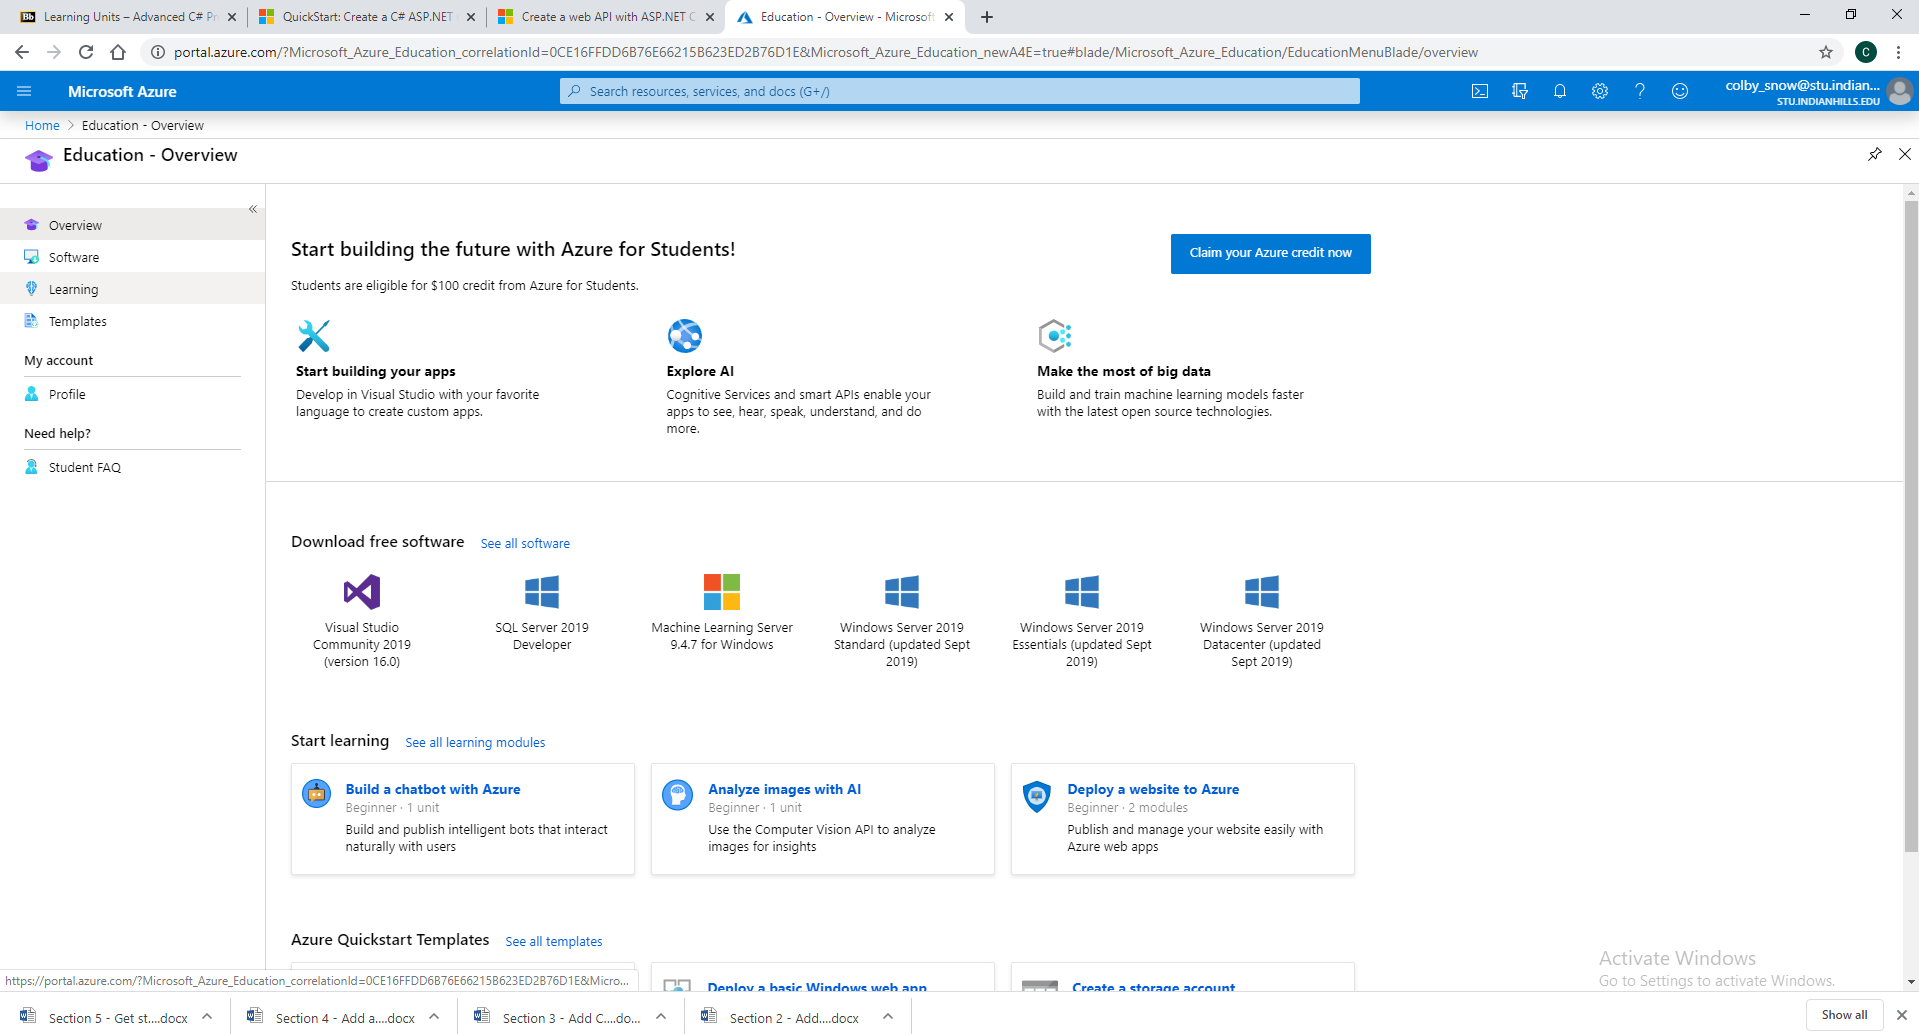 Learning Units – Advanced C# Pr
QuickStart: Create a C# ASP.NET
Create a web API with ASP.NET C
Education - Overview - Microsoft
portal.azure.com/?Microsoft_Azure_Education_correlationId=0CE16FFDD6B76E66215B623ED2B76D1E&Microsoft_Azure_Education_newA4E=true#blade/Microsoft_Azure_Education/EducationMenuBlade/overview
C
Microsoft Azure
Search resources, services, and docs (G+/)
colby_snow@stu.indian...
STU.INDIANHILLS.EDU
Home > Education - Overview
Education - Overview
Overview
Software
Learning
Templates
My account
Profile
Need help?
Student FAQ
Start building the future with Azure for Students!
Claim your Azure credit now
Students are eligible for $100 credit from Azure for Students.
Start building your apps
Develop in Visual Studio with your favorite
language to create custom apps.
Explore AI
Cognitive Services and smart APIs enable your
apps to see, hear, speak, understand, and do
more.
Make the most of big data
Build and train machine learning models faster
with the latest open source technologies.
Download free software See all software
Visual Studio
Community 2019
(version 16.0)
SQL Server 2019
Developer
Machine Learning Server
9.4.7 for Windows
Windows Server 2019
Standard (updated Sept
2019)
Windows Server 2019
Essentials (updated Sept
2019)
Windows Server 2019
Datacenter (updated
Sept 2019)
Start learning See all learning modules
Build a chatbot with Azure
Beginner · 1 unit
Build and publish intelligent bots that interact
naturally with users
Analyze images with AI
Beginner · 1 unit
Use the Computer Vision API to analyze
images for insights
Deploy a website to Azure
Beginner · 2 modules
Publish and manage your website easily with
Azure web apps
Azure Quickstart Templates See all templates
Deploy a basic Windows web app
Create a storage account
Activate Windows
Go to Settings to activate Windows.
https://portal.azure.com/?Microsoft_Azure_Education_correlationId=0CE16FFDD6B76E66215B623ED2B76D1E&Micro...
Section 5 - Get st....docx
Section 4 - Add a....docx
Section 3 - Add C....do...
Section 2 - Add....docx
Show all